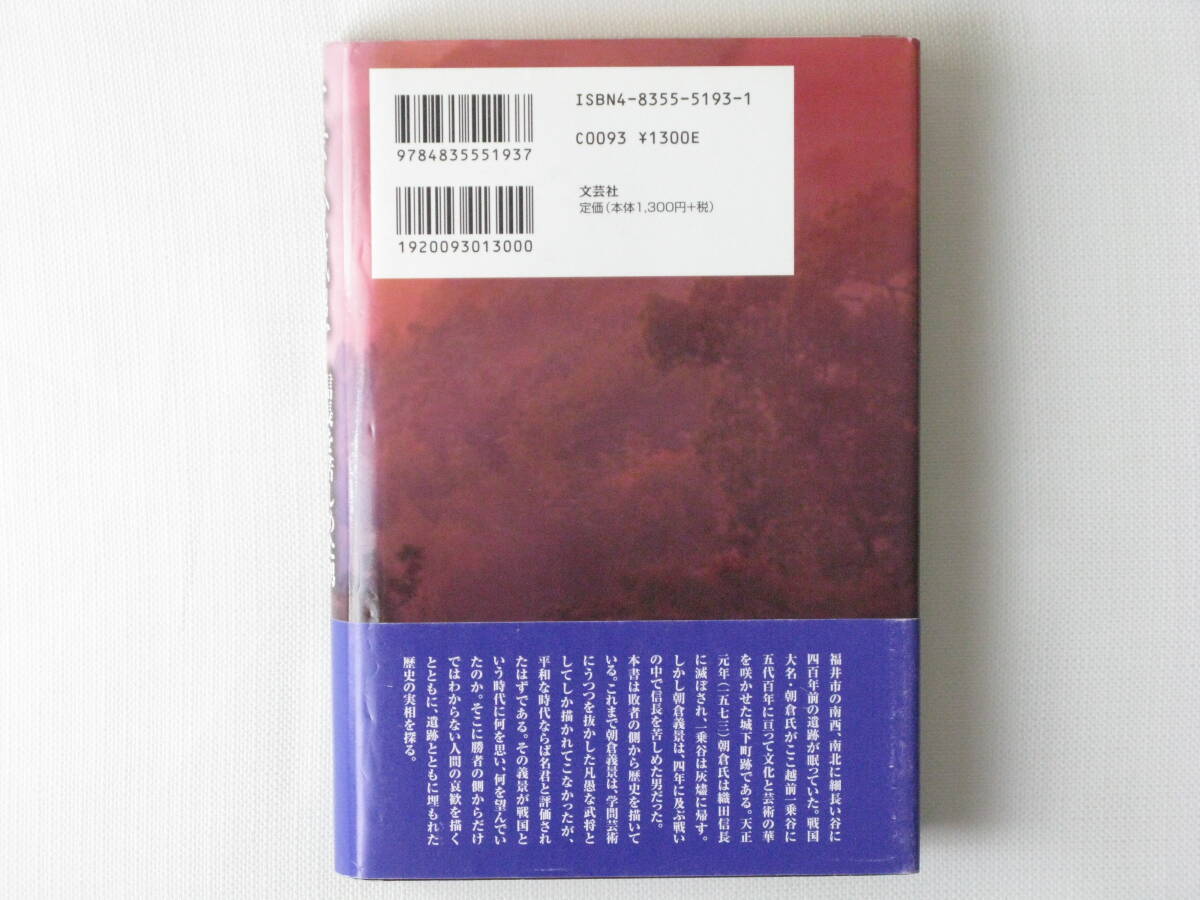 ISBN4-8355-5193-1
C0093 ¥1300E
9784835551937
文芸社
定価(本体1,300円+税)
1920093013000
福井市の南西、南北に細長い谷に
四百年前の遺跡が眠っていた。戦国
大名・朝倉氏がここ越前一乗谷に
五代百年に亘って文化と芸術の華
を咲かせた城下町跡である。天正
元年(一五七三)朝倉氏は織田信長
に滅ぼされ、一乗谷は灰燼に帰す。
しかし朝倉義景は、四年に及ぶ戦い
の中で信長を苦しめた男だった。
本書は敗者の側から歴史を描いて
いる。これまで朝倉義景は、学問芸術
にうつつを抜かした凡愚な武将と
してしか描かれてこなかったが、
平和な時代ならば名君と評価され
たはずである。その義景が戦国と
いう時代に何を思い、何を望んでい
たのか。そこに勝者の側からだけ
ではわからない人間の哀歓を描く
とともに、遺跡とともに埋もれた
歴史の実相を探る。